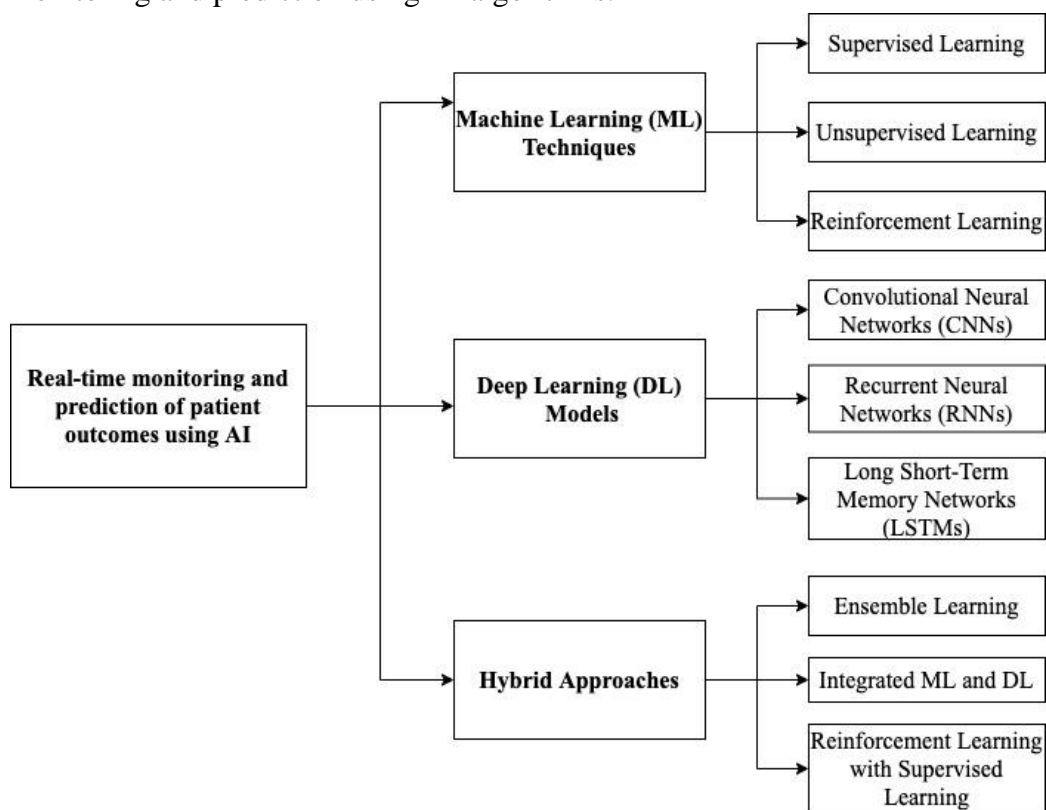 Supervised Learning
Machine Learning (ML)
Techniques
Unsupervised Learning
Reinforcement Learning
Real-time monitoring and
prediction of patient
outcomes using AI
Deep Learning (DL)
Models
Convolutional Neural
Networks (CNNs)
Recurrent Neural
Networks (RNNs)
Long Short-Term
Memory Networks
(LSTMs)
Hybrid Approaches
Ensemble Learning
Integrated ML and DL
Reinforcement Learning
with Supervised
Learning